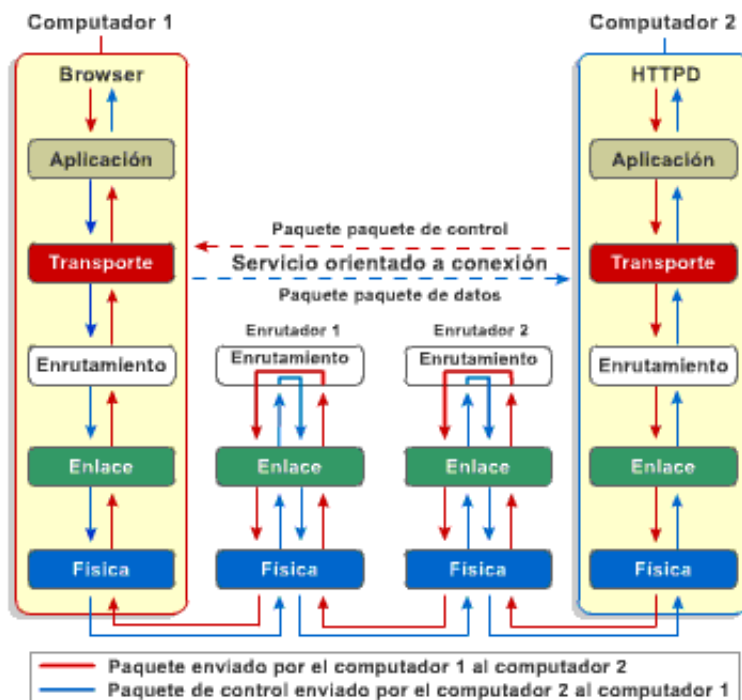 Computador 1
Computador 2
Browser
HTTPD
Aplicación
Aplicación
Paquete paquete de control
Transporte
Servicio orientado a conexión
Transporte
Paquete paquete de datos
Enrutador 1
Enrutador 2
Enrutamiento
Enrutamiento
Enrutamiento
Enrutamiento
Enlace
Enlace
Enlace
Enlace
Física
Física
Física
Física
Paquete enviado por el computador 1 al computador 2
Paquete de control enviado por el computador 2 al computador 1